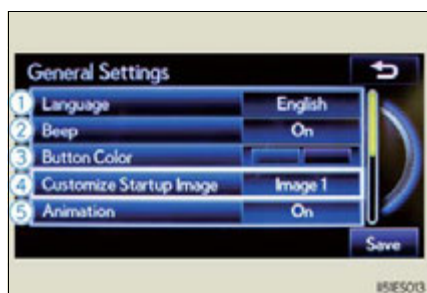 General Settings
1 Language English
2 Beep On
3 Button Color
4 Customize Startup Image Image 1
5 Animation On
Save